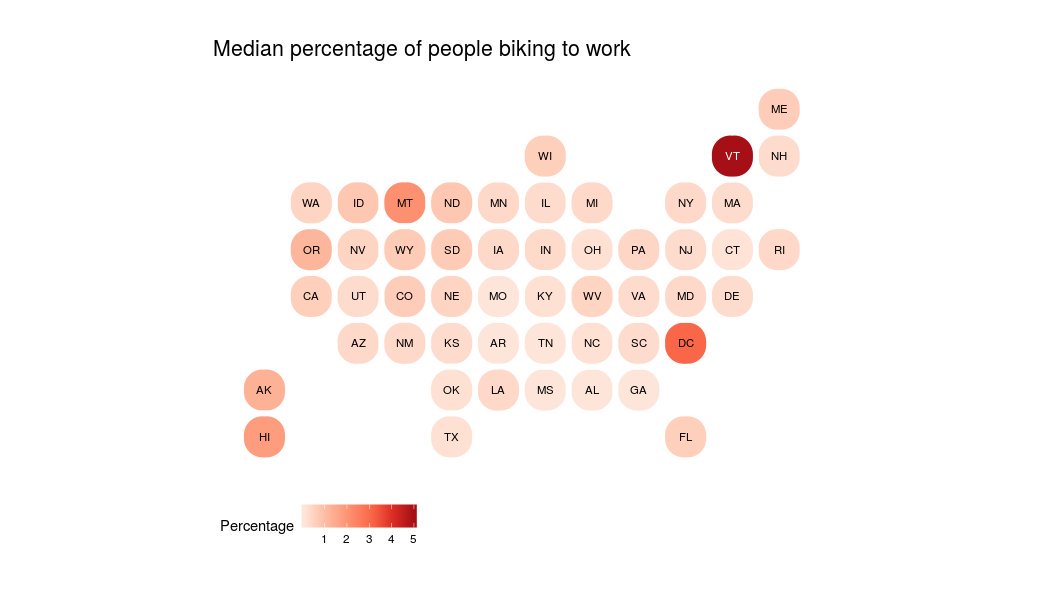 Median percentage of people biking to work
ME
WI VT NH
WA ID MT ND MN IL MI NY MA
OR NV WY SD IA IN OH PA NJ CT RI
CA UT CO NE MO KY WV VA MD DE
AZ NM KS AR TN NC SC DC
AK OK LA MS AL GA
HI TX FL
Percentage
1 2 3 4 5